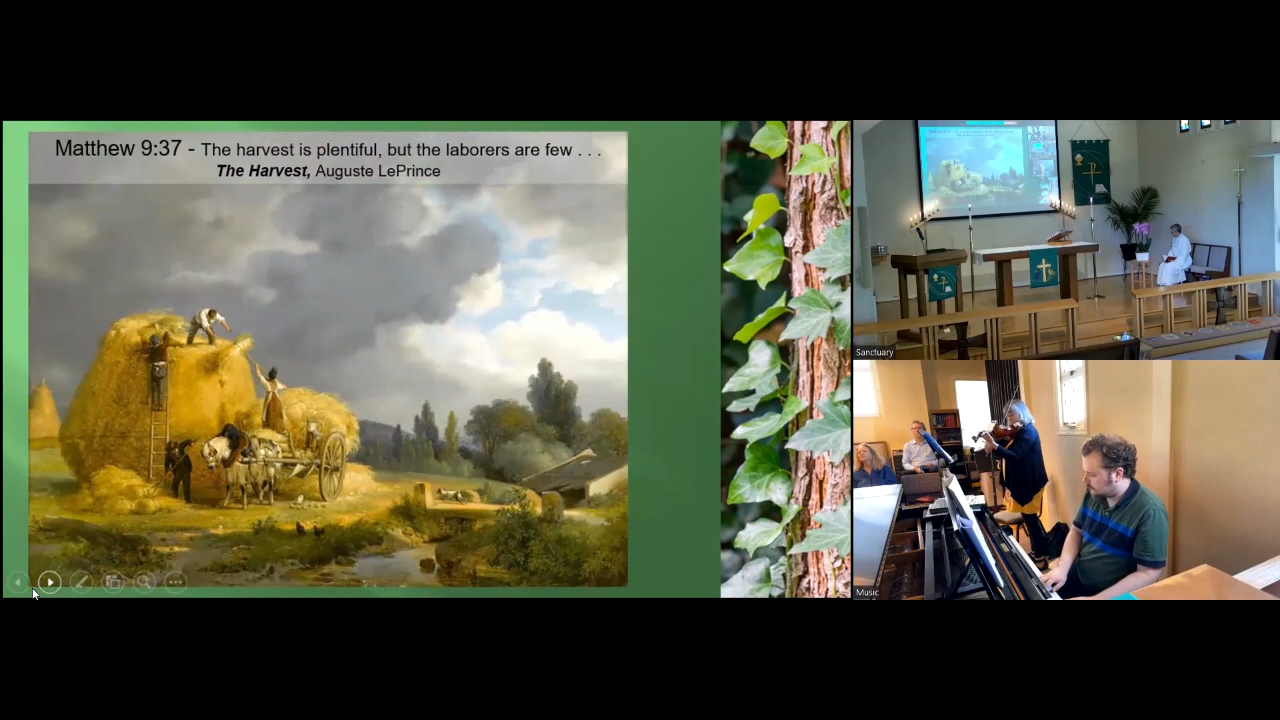 Matthew 9:37 - The harvest is plentiful, but the laborers are few . . .
The Harvest, Auguste LePrince
Sanctuary
Music